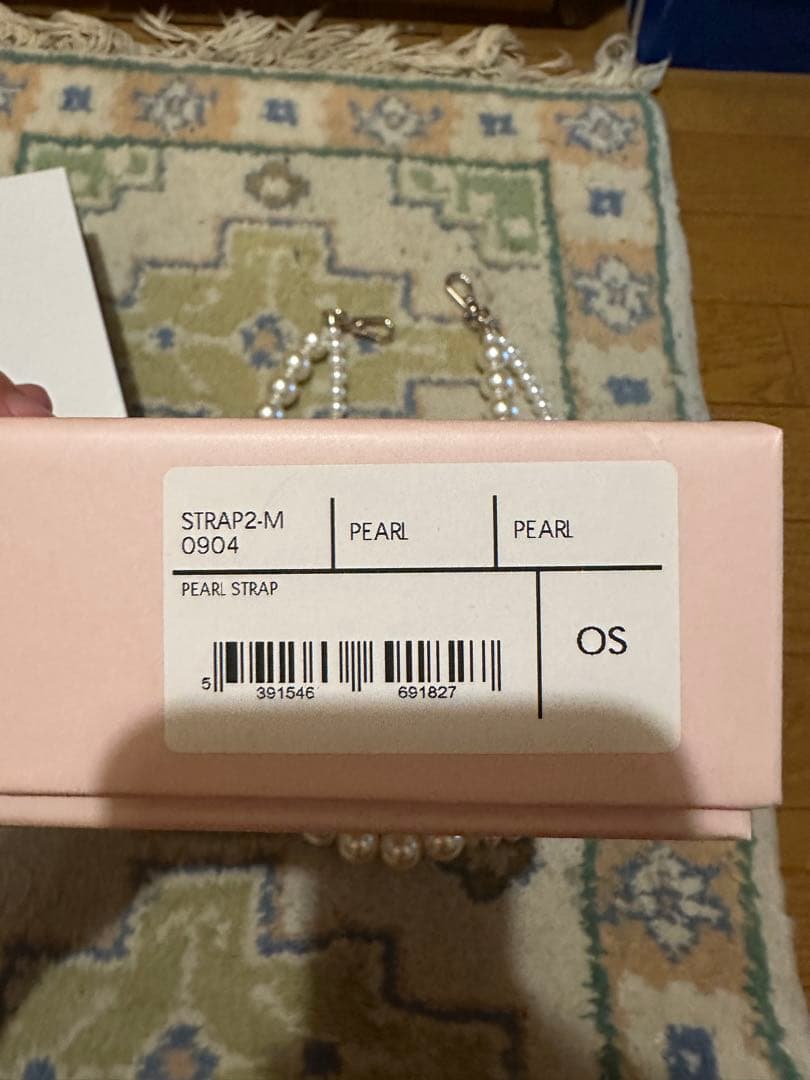 STRAP2-M
0904
PEARL
PEARL
PEARL STRAP
OS
5 391546 691827